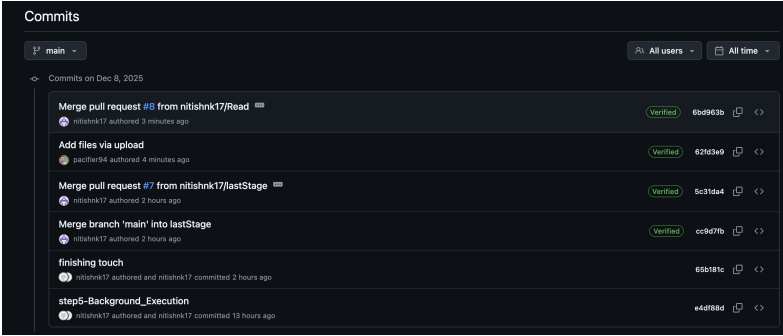 Commits
main
All users
All time
Commits on Dec 8, 2025
Merge pull request #8 from nitishnk17/Read
nitishnk17 authored 3 minutes ago
Verified
6bd963b
Add files via upload
pacifier94 authored 4 minutes ago
Verified
62fd3e9
Merge pull request #7 from nitishnk17/lastStage
nitishnk17 authored 2 hours ago
Verified
5c31da4
Merge branch 'main' into lastStage
nitishnk17 authored 2 hours ago
Verified
cc9d7fb
finishing touch
nitishnk17 authored and nitishnk17 committed 2 hours ago
65b181c
step5-Background_Execution
nitishnk17 authored and nitishnk17 committed 13 hours ago
e4df88d